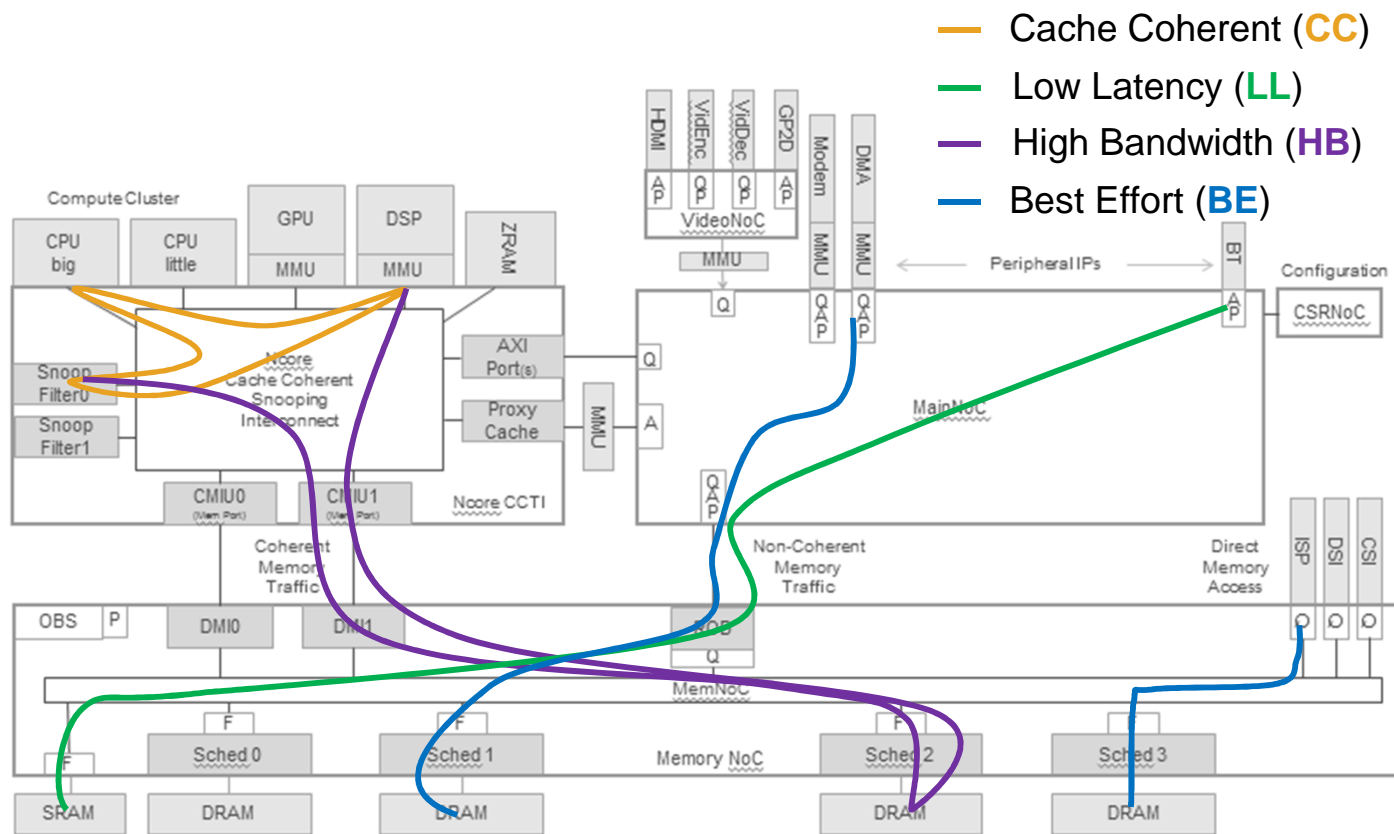 Cache Coherent (CC)
Low Latency (LL)
High Bandwidth (HB)
Best Effort (BE)
HDMI
VidEnc
VidDec
GP2D
AP
QP
QP
AP
VideoNoC
MMU
Q
Modem
MMU
QAP
DMA
MMU
QAP
Peripheral IPs
BT
AP
Configuration
CSRNoC
Compute Cluster
CPU
big
CPU
little
GPU
MMU
DSP
MMU
ZRAM
Snoop
Filter0
Snoop
Filter1
Ncore
Cache Coherent
Snooping
Interconnect
AXI
Port(s)
Proxy
Cache
MMU
Q
A
MainNoC
QAP
CMIU0
(Mem Port)
CMIU1
(Mem Port)
Ncore CCTI
Coherent
Memory
Traffic
Non-Coherent
Memory
Traffic
Direct
Memory
Access
ISP
DSI
CSI
Q
Q
Q
OBS
P
DMI0
DMI1
ROB
Q
MemNoC
F
F
F
F
F
Sched 0
Sched 1
Memory NoC
Sched 2
Sched 3
SRAM
DRAM
DRAM
DRAM
DRAM